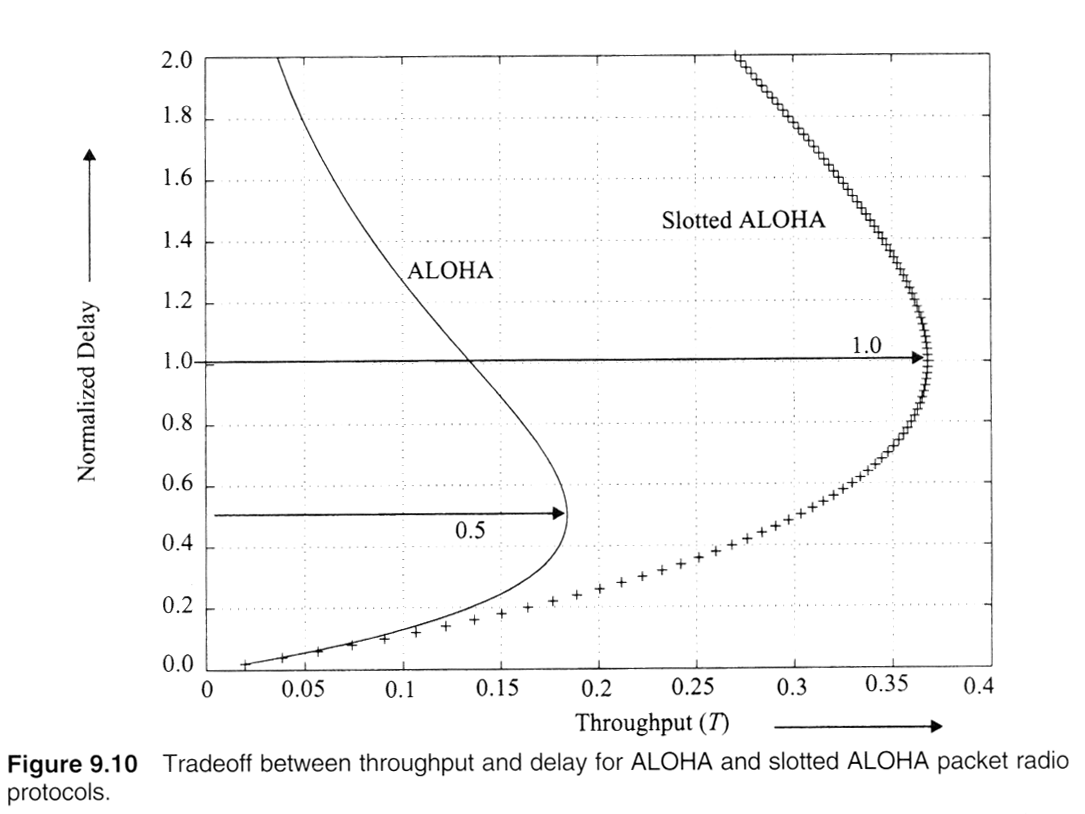 2.0
1.8
1.6
1.4
1.2
1.0
0.8
0.6
0.4
0.2
0.0
Normalized Delay
Slotted ALOHA
ALOHA
1.0
0.5
0 0.05 0.1 0.15 0.2 0.25 0.3 0.35 0.4
Throughput (T)
Figure 9.10 Tradeoff between throughput and delay for ALOHA and slotted ALOHA packet radio
protocols.